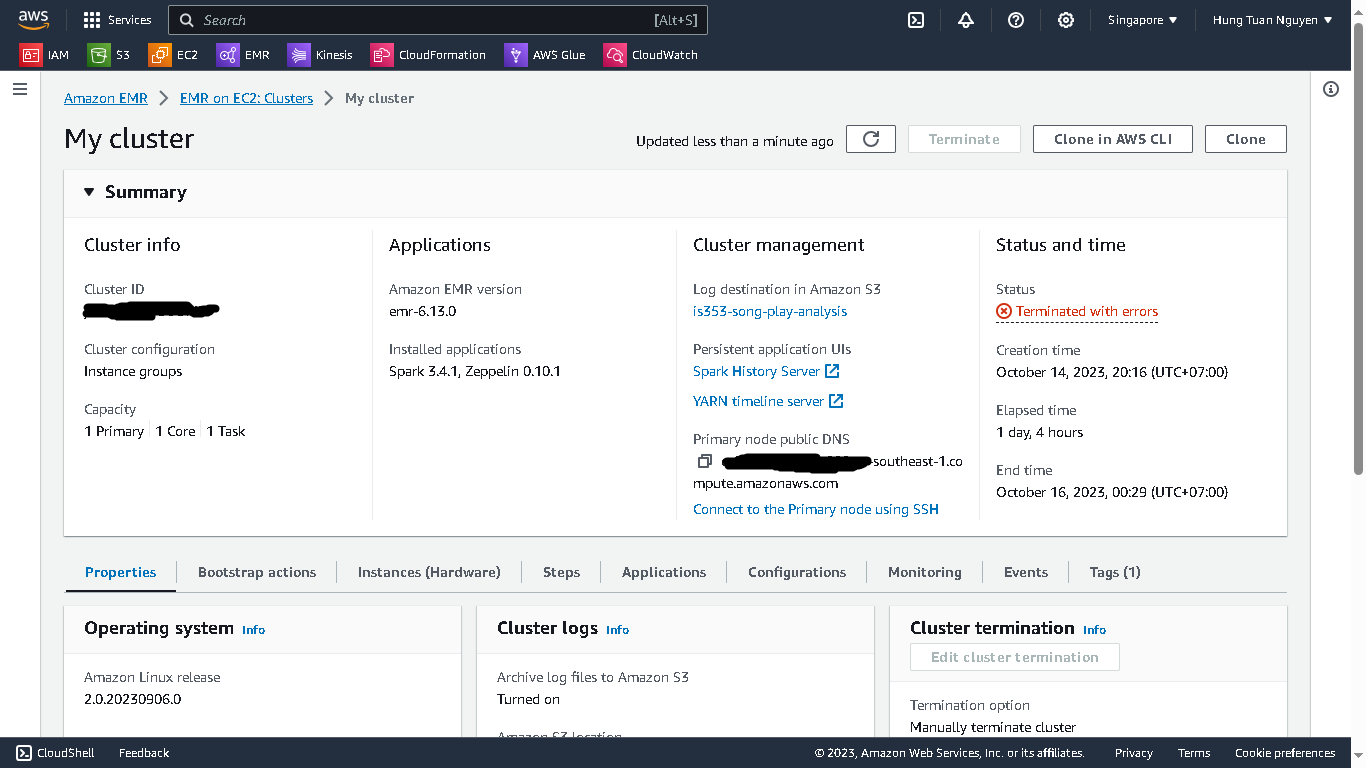 aws
Services
Search
[Alt+S]
Singapore
Hung Tuan Nguyen
IAM
S3
EC2
EMR
Kinesis
CloudFormation
AWS Glue
CloudWatch
Amazon EMR
EMR on EC2: Clusters
My cluster
My cluster
Updated less than a minute ago
Terminate
Clone in AWS CLI
Clone
Summary
Cluster info
Cluster ID
Cluster configuration
Instance groups
Capacity
1 Primary
1 Core
1 Task
Applications
Amazon EMR version
emr-6.13.0
Installed applications
Spark 3.4.1, Zeppelin 0.10.1
Cluster management
Log destination in Amazon S3
is353-song-play-analysis
Persistent application UIs
Spark History Server
YARN timeline server
Primary node public DNS
-southeast-1.co
mpute.amazonaws.com
Connect to the Primary node using SSH
Status and time
Status
Terminated with errors
Creation time
October 14, 2023, 20:16 (UTC+07:00)
Elapsed time
1 day, 4 hours
End time
October 16, 2023, 00:29 (UTC+07:00)
Properties
Bootstrap actions
Instances (Hardware)
Steps
Applications
Configurations
Monitoring
Events
Tags (1)
Operating system
Info
Amazon Linux release
2.0.20230906.0
Cluster logs
Info
Archive log files to Amazon S3
Turned on
Amazon S3 location
Cluster termination
Info
Edit cluster termination
Termination option
Manually terminate cluster
CloudShell
Feedback
© 2023, Amazon Web Services, Inc. or its affiliates.
Privacy
Terms
Cookie preferences